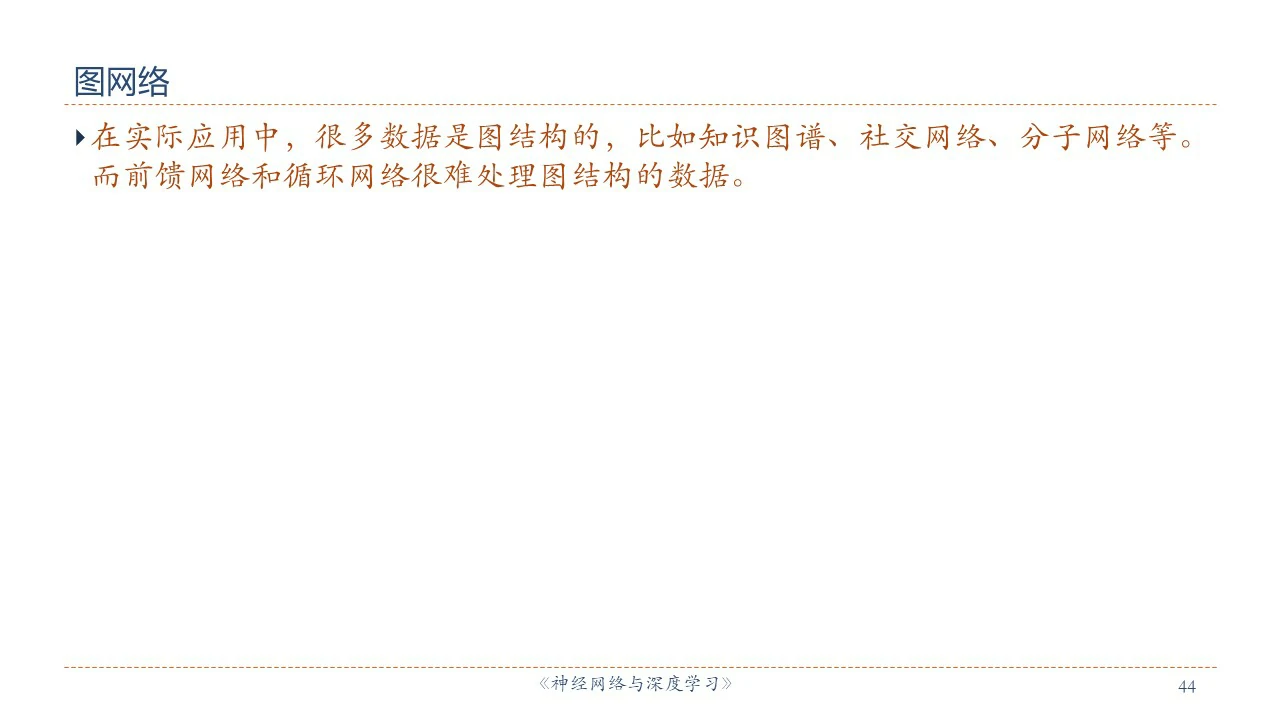 图网络
在实际应用中，很多数据是图结构的，比如知识图谱、社交网络、分子网络等。
而前馈网络和循环网络很难处理图结构的数据。
《神经网络与深度学习》
44